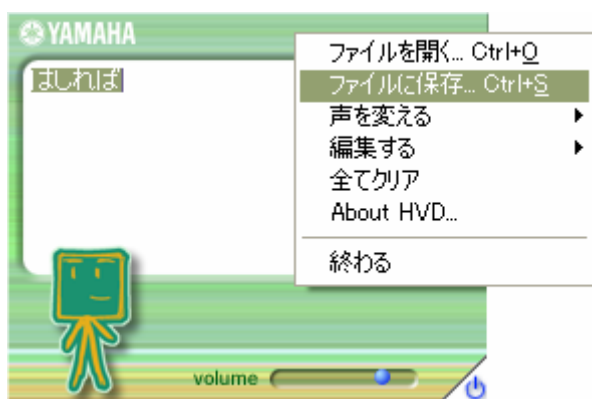 YAMAHA
はしれば
ファイルを開く... Ctrl+O
ファイルに保存... Ctrl+S
声を変える
編集する
全てクリア
About HVD...
終わる
volume